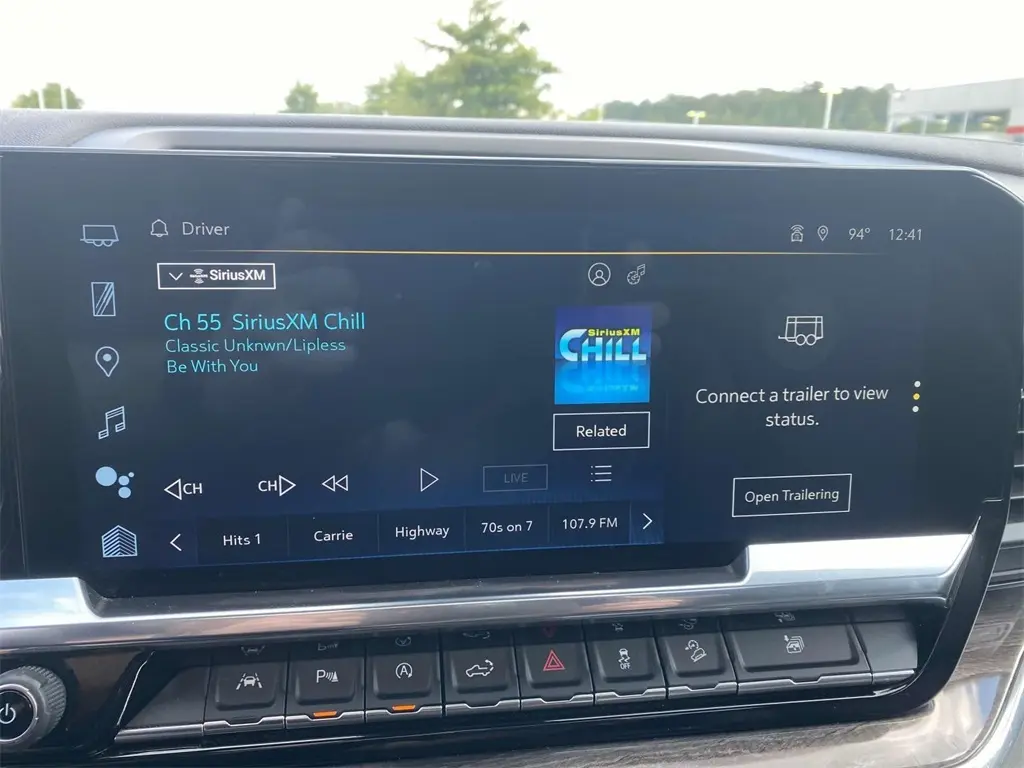 Driver
94° 12:41
SiriusXM
Ch 55 SiriusXM Chill
Classic Unknwn/Lipless
Be With You
SiriusXM
CHILL
Related
Connect a trailer to view
status.
Open Trailering
CH
CH
LIVE
Hits 1
Carrie
Highway
70s on 7
107.9 FM
P
A
OFF